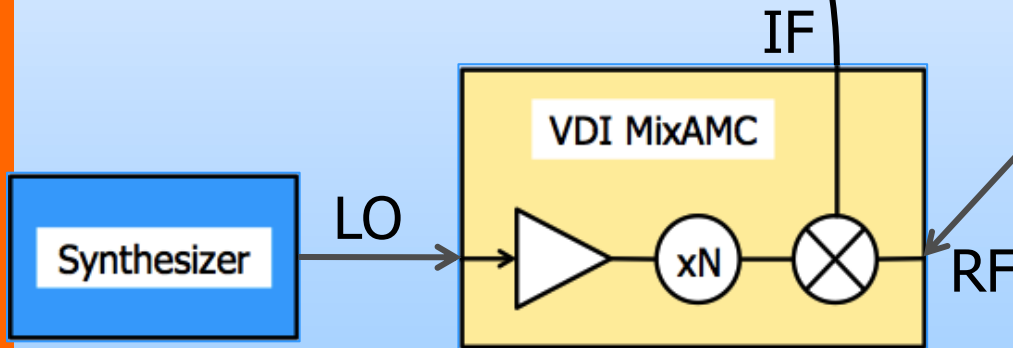 IF
VDI MixAMC
LO
Synthesizer
xN
RF